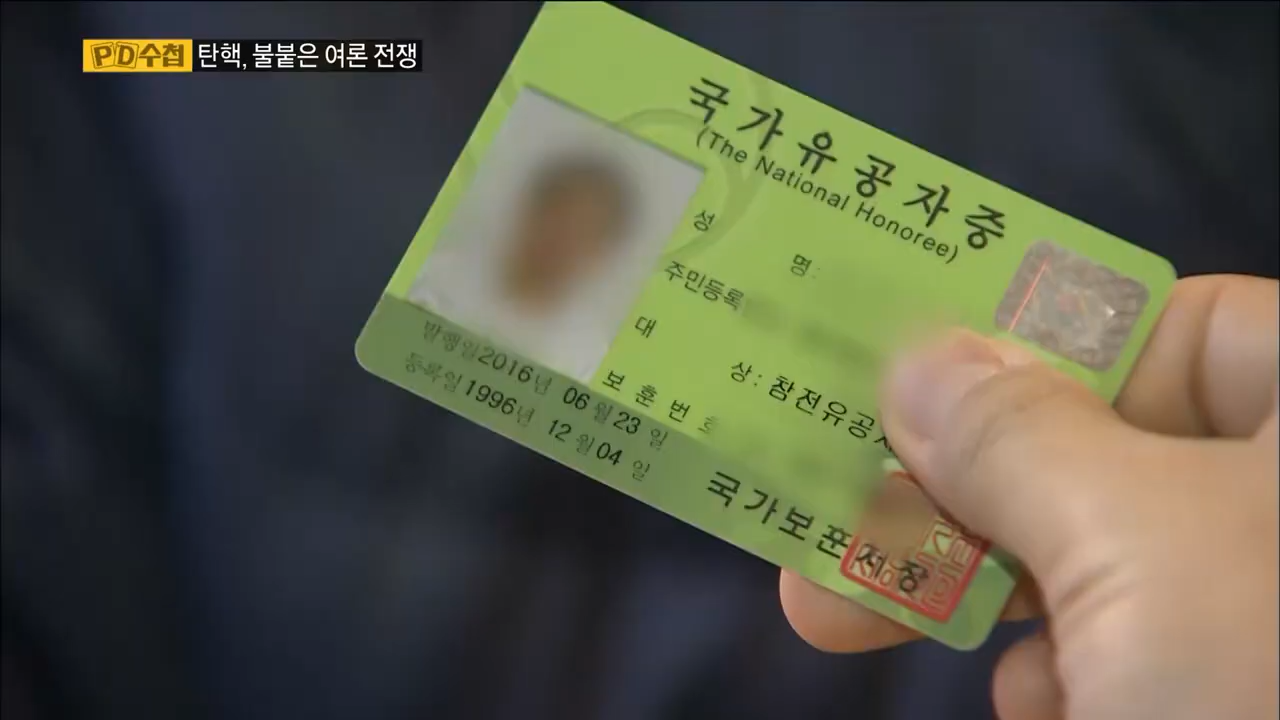 PD수첩 탄핵, 불붙은 여론 전쟁
국가유공자증
(The National Honoree)
성 명:
주민등록
대 상: 참전유공
보훈번
발행일 2016년 06월 23일
등록일 1996년 12월 04일
국가보훈처장